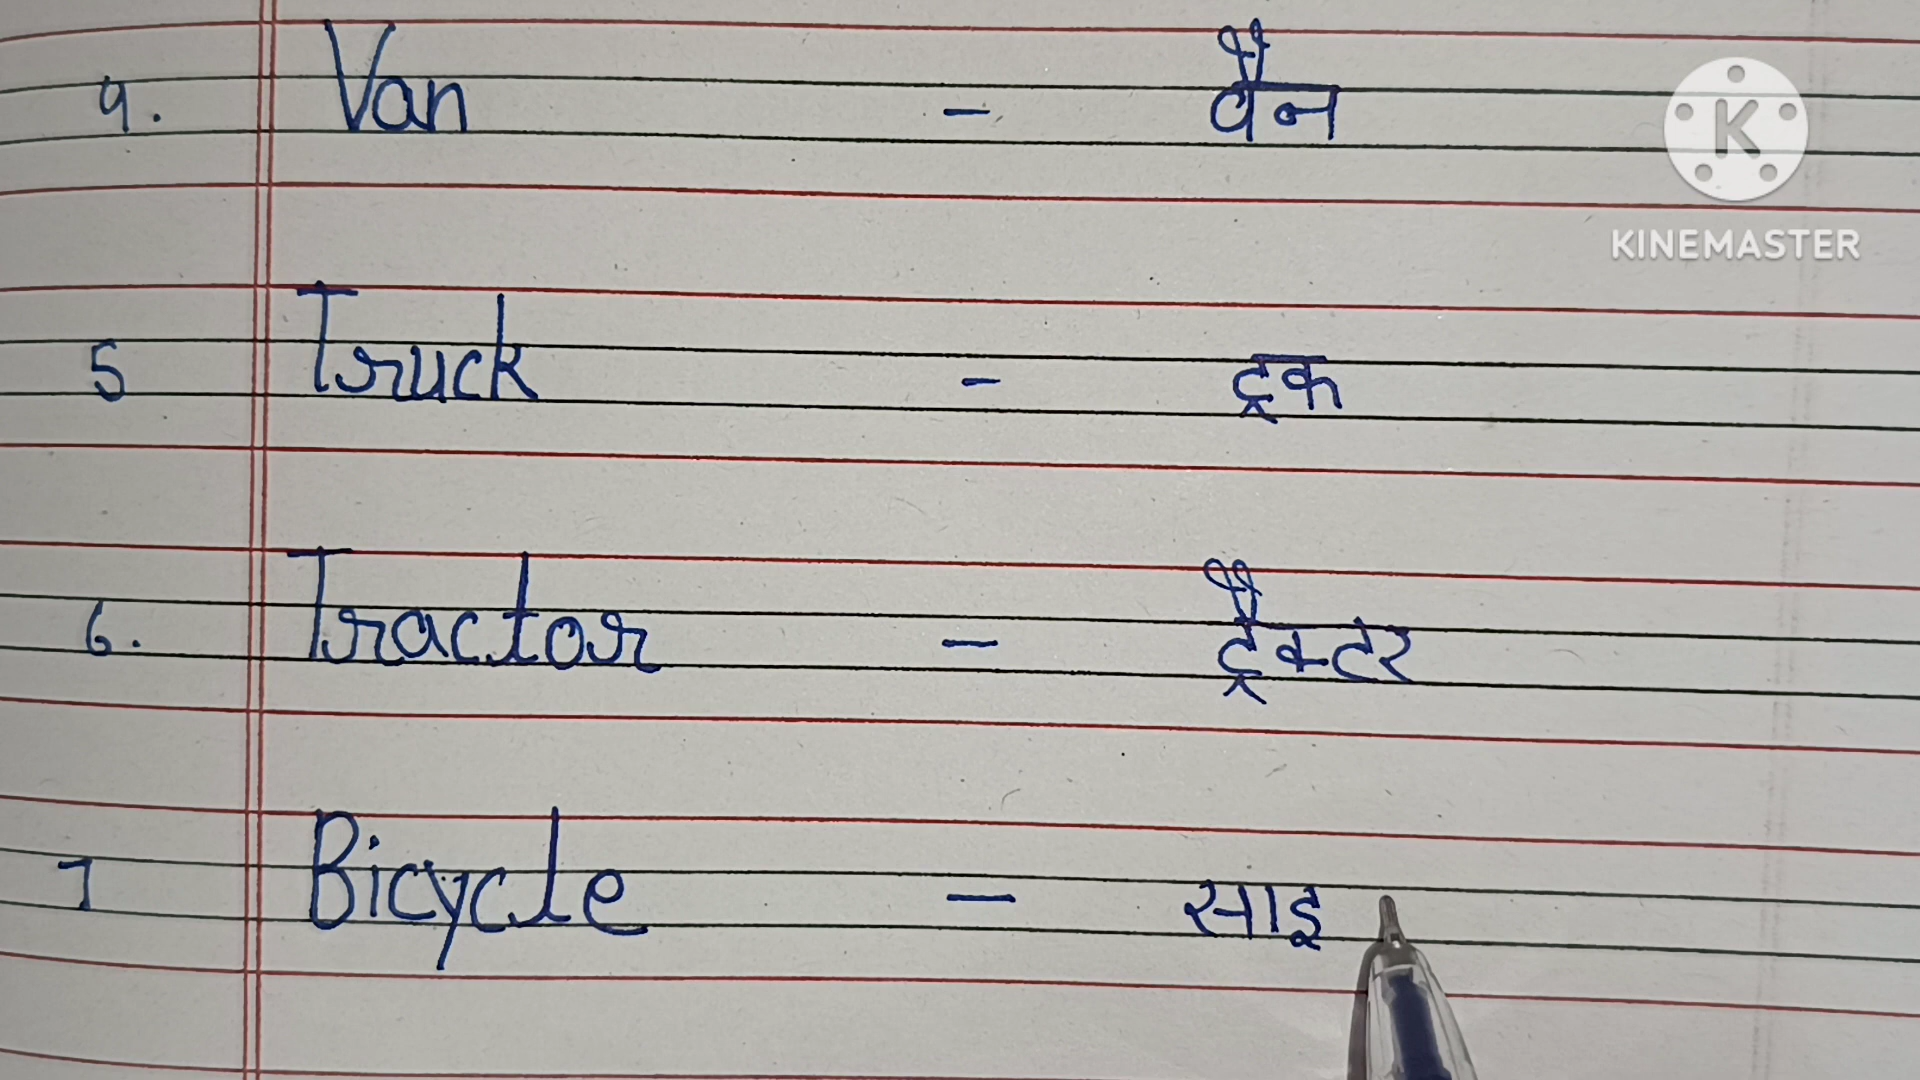 4. Van - वैन
K
KINEMASTER
5 Truck - ट्रक
6. Tractor - ट्रैक्टर
7 Bicycle - साइ